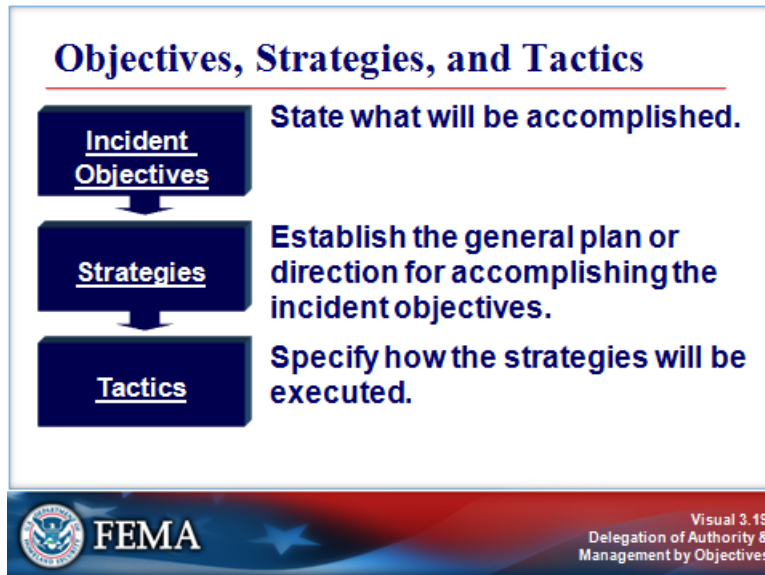 Objectives, Strategies, and Tactics
Incident
Objectives
State what will be accomplished.
Strategies
Establish the general plan or
direction for accomplishing the
incident objectives.
Tactics
Specify how the strategies will be
executed.
FEMA
Visual 3.19
Delegation of Authority &
Management by Objectives